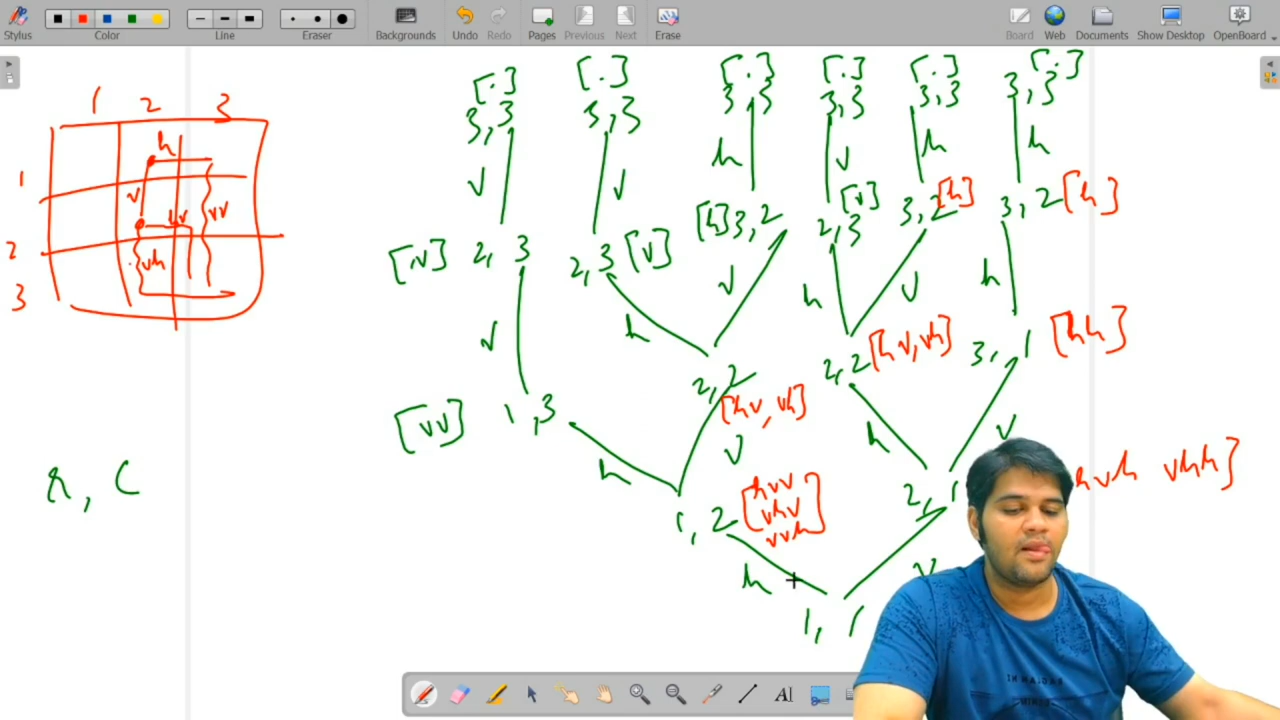 Stylus
Color
Line
Eraser
Backgrounds
Undo
Redo
Pages
Previous
Next
Erase
Board
Web
Documents
Show Desktop
OpenBoard
1 2 3
1
2
3
h
v
hv
vv
vh
r, c
[.] [.] [.] [.] [.] [.]
3,3 3,3 3,3 3,3 3,3 3,3
v v h v h h
[v] 2, 3 2,3 [v] [h] 3,2 2,3 [v] 3,2 [h] 3,2 [h]
v h v h v h
2,2 [hv, vh] 2,2 [hv, vh] 3, 1 [hh]
[vv] 1,3
h v h v
1, 2 [hvv
vhv
vvh]
2, 1 hvh vhh]
h v
1, 1
A